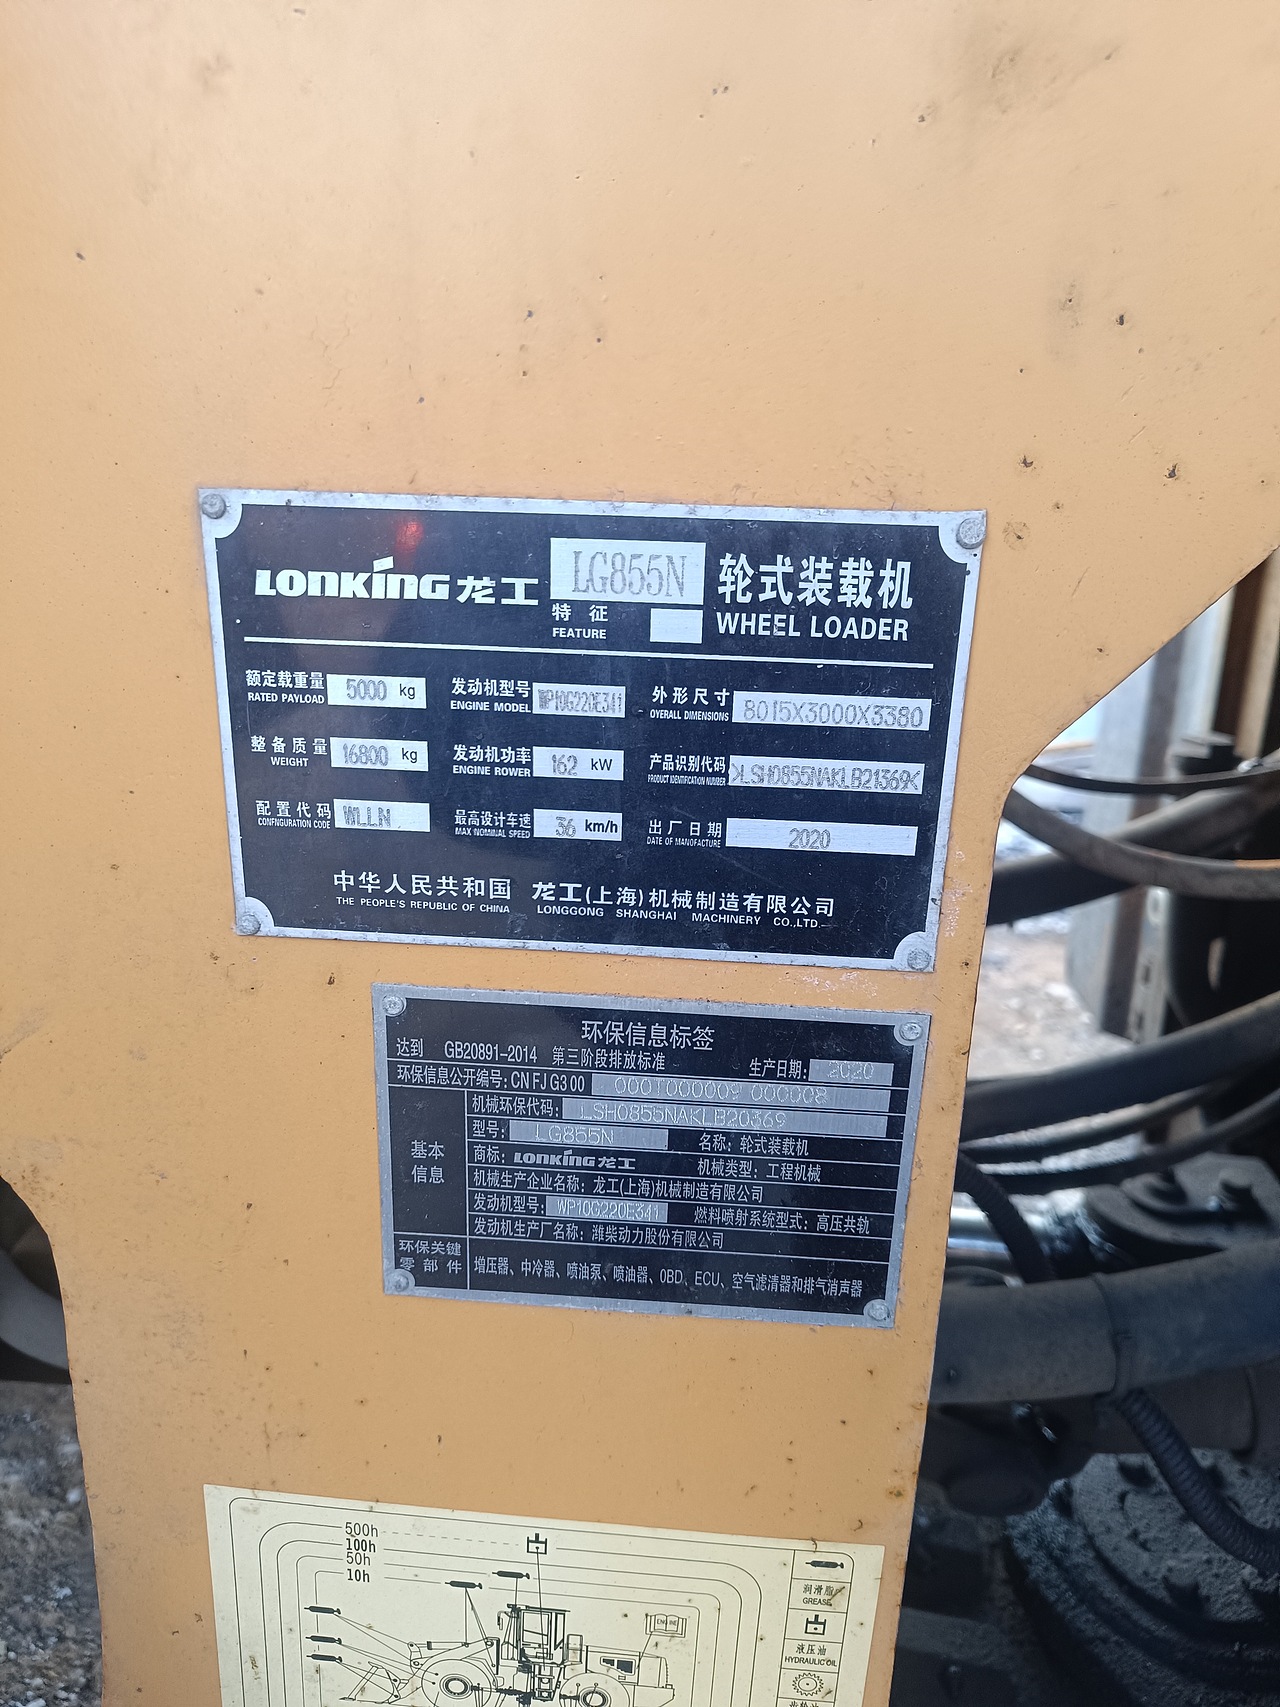 LONKING 龙工 LG855N 轮式装载机
特征
FEATURE WHEEL LOADER
额定载重量 5000 kg 发动机型号 WP10G220E341 外形尺寸 8015X3000X3380
RATED PAYLOAD ENGINE MODEL OYERALL DIMENSIONS
整备质量 16800 kg 发动机功率 162 kW 产品识别代码
WEIGHT ENGINE ROWER PRODUCT IDENTIFICATION NUMBER
配置代码 WLLN 最高设计车速 36 km/h 出厂日期 2020
CONFNGURATION CODE MAX NOMINAL SPEED DATE OF MANOFACTURE
中华人民共和国 龙工(上海)机械制造有限公司
THE PEOPLE'S REPUBLIC OF CHINA LONGGONG SHANGHAI MACHINERY CO.,LTD.
环保信息标签
达到 GB20891-2014 第三阶段排放标准 生产日期: 2020
环保信息公开编号: CN FJ G3 00 0001000009 000008
机械环保代码: LSH0855NAKLB20369
型号: LG855N 名称: 轮式装载机
基本信息
商标: LONKING 龙工 机械类型: 工程机械
机械生产企业名称: 龙工(上海)机械制造有限公司
发动机型号: WP10G220E341 燃料喷射系统型式: 高压共轨
发动机生产厂名称: 潍柴动力股份有限公司
环保关键零部件 增压器、中冷器、喷油泵、喷油器、OBD、ECU、空气滤清器和排气消声器
500h
100h
50h
10h
ENGINE
润滑脂
GREASE
液压油
HYDRAULIC OIL